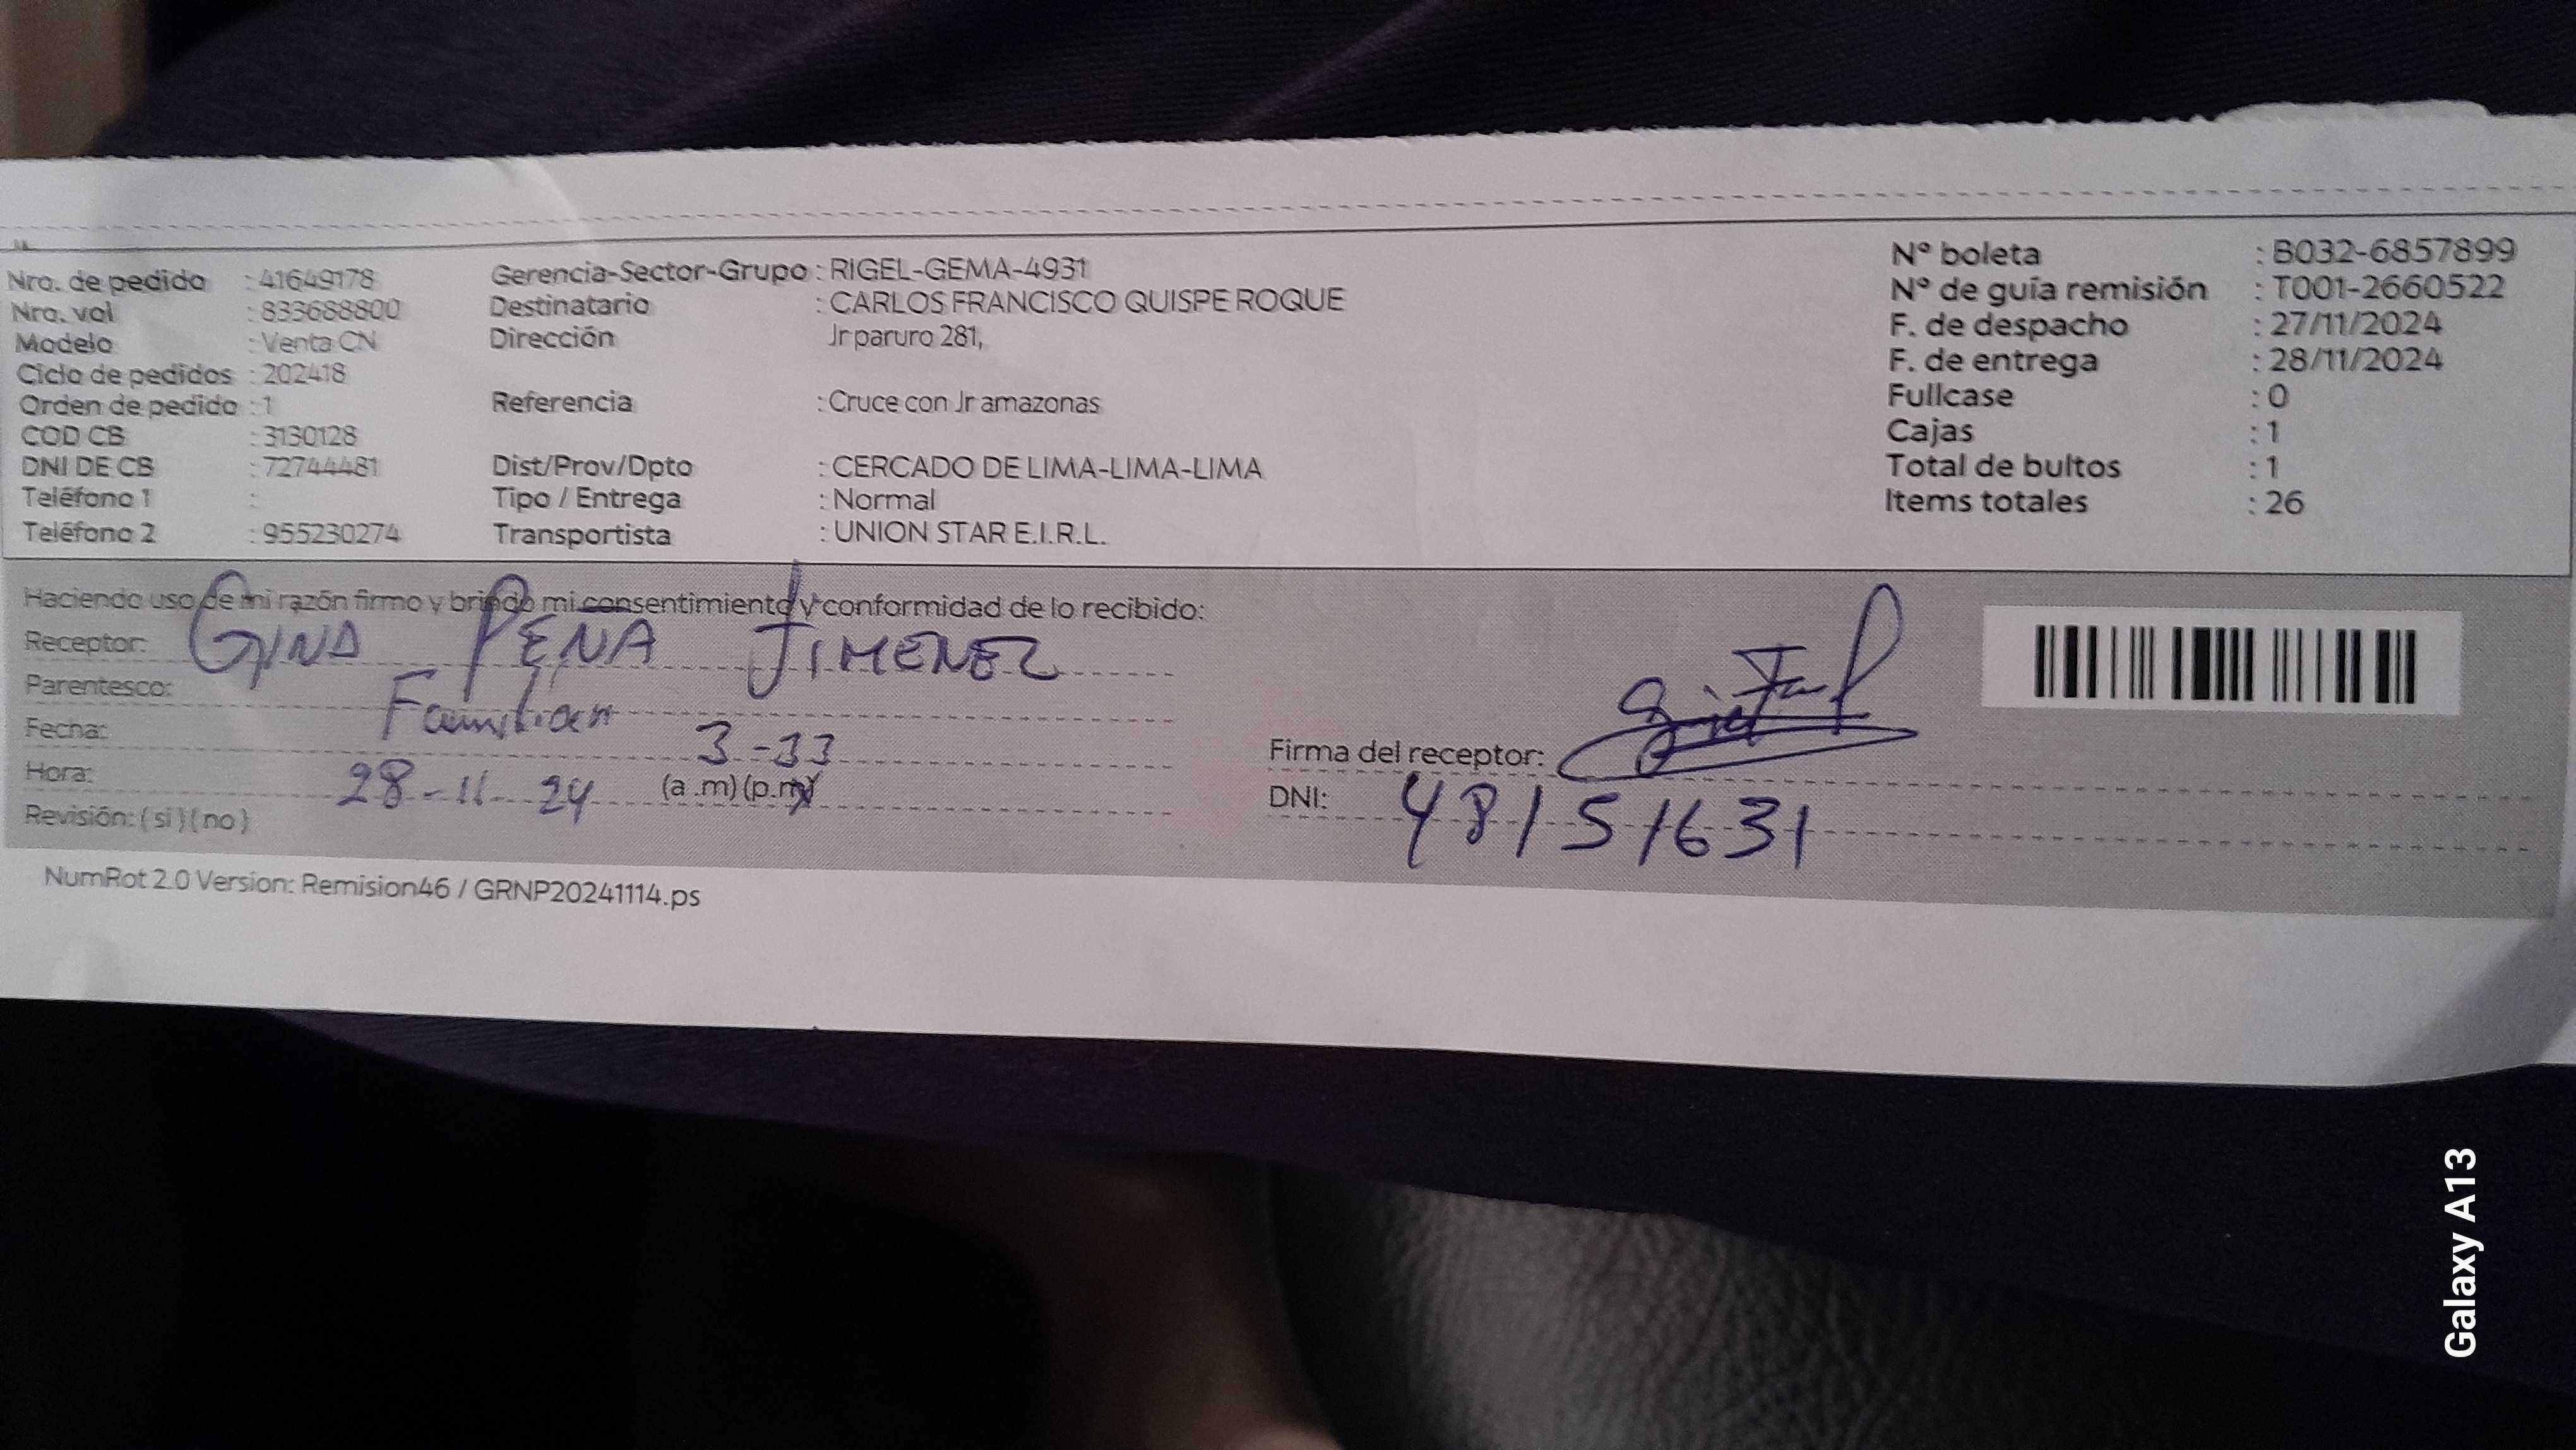 Nro. de pedido : 41649178
Nro. val : 833688800
Modelo : Venta CN
Ciclo de pedidos : 202418
Orden de pedido : 1
COD CB : 3130128
DNI DE CB : 72744481
Teléfono 1 :
Teléfono 2 : 955230274
Gerencia-Sector-Grupo : RIGEL-GEMA-4931
Destinatario : CARLOS FRANCISCO QUISPE ROQUE
Dirección Jr paruro 281,
Referencia : Cruce con Jr amazonas
Dist/Prov/Dpto : CERCADO DE LIMA-LIMA-LIMA
Tipo / Entrega : Normal
Transportista : UNION STAR E.I.R.L.
N° boleta : B032-6857899
N° de guía remisión : T001-2660522
F. de despacho : 27/11/2024
F. de entrega : 28/11/2024
Fullcase : 0
Cajas : 1
Total de bultos : 1
Items totales : 26
Haciendo uso de mi razón firmo y brindo mi consentimiento y conformidad de lo recibido:
Receptor: GINA PEÑA JIMENEZ
Parentesco: Familiar
Fecha: 3-33
Hora: 28-11-24 (a.m)(p.m)
Revisión: (si)(no)
Firma del receptor:
DNI: 48151631
NumRot 2.0 Version: Remision46 / GRNP20241114.ps
Galaxy A13